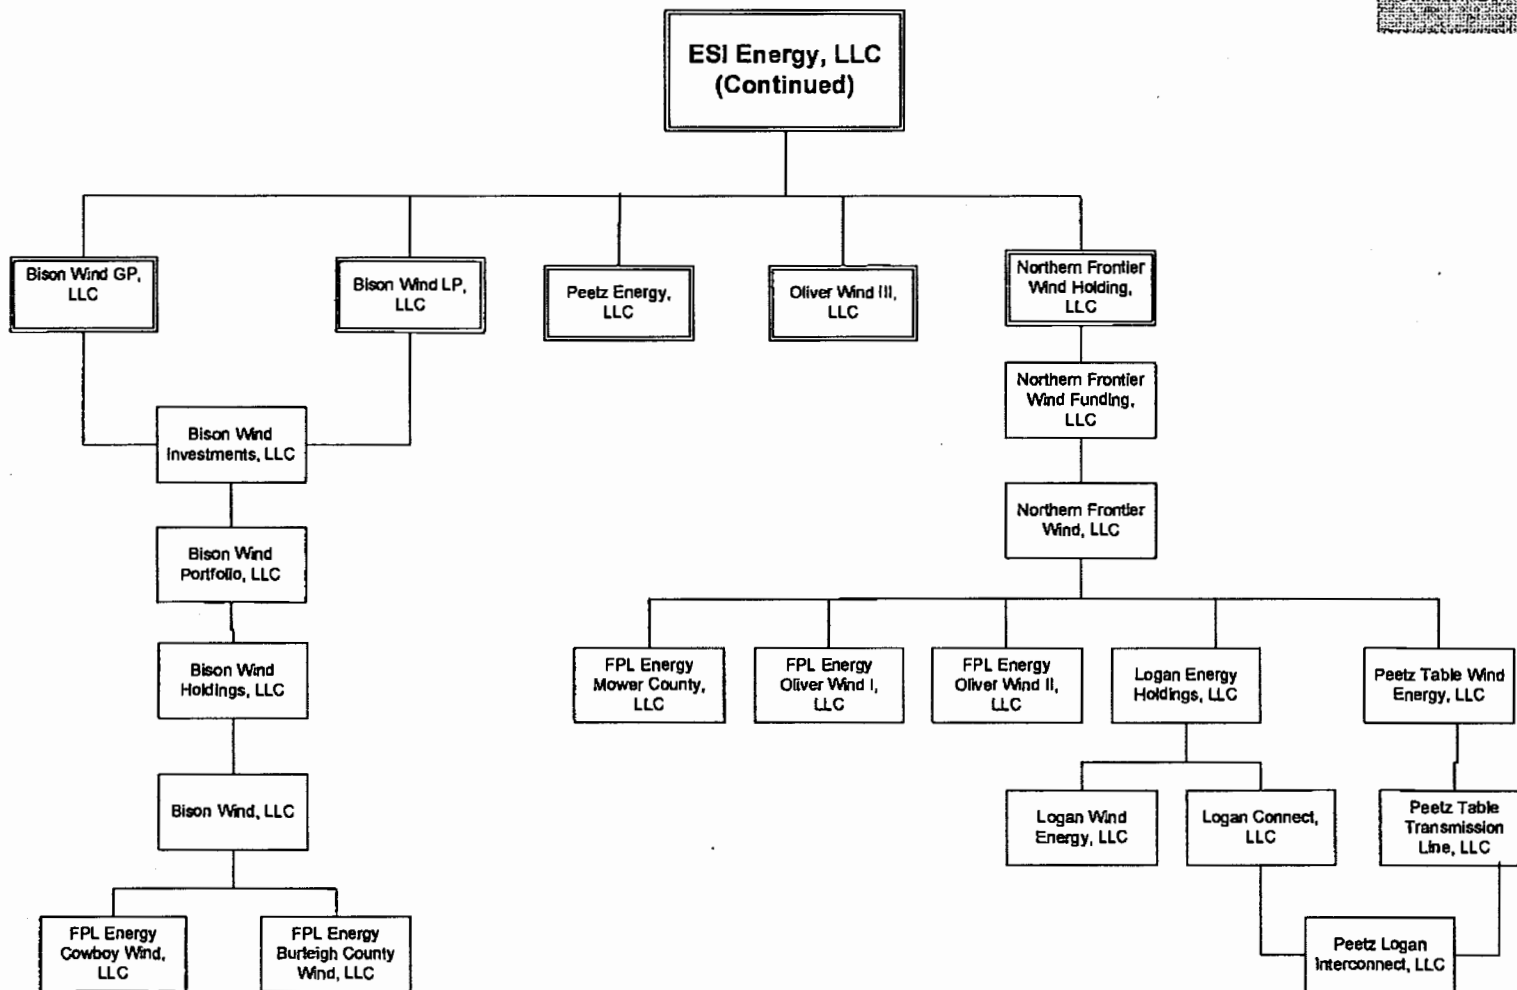 ESI Energy, LLC
(Continued)
Bison Wind GP,
LLC
Bison Wind LP,
LLC
Peetz Energy,
LLC
Oliver Wind III,
LLC
Northern Frontier
Wind Holding,
LLC
Northern Frontier
Wind Funding,
LLC
Bison Wind
Investments, LLC
Northern Frontier
Wind, LLC
Bison Wind
Portfolio, LLC
Bison Wind
Holdings, LLC
FPL Energy
Mower County,
LLC
FPL Energy
Oliver Wind I,
LLC
FPL Energy
Oliver Wind II,
LLC
Logan Energy
Holdings, LLC
Peetz Table Wind
Energy, LLC
Bison Wind, LLC
Logan Wind
Energy, LLC
Logan Connect,
LLC
Peetz Table
Transmission
Line, LLC
FPL Energy
Cowboy Wind,
LLC
FPL Energy
Burleigh County
Wind, LLC
Peetz Logan
Interconnect, LLC